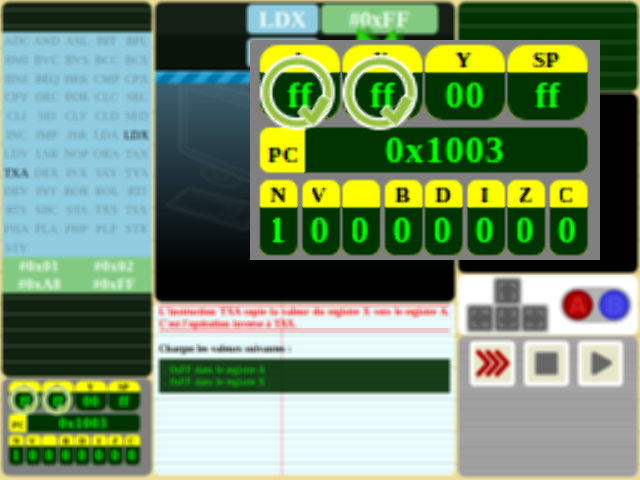 LDX #0xFF
ADC AND ASL BIT BPL
BMI BVC BVS BCC BCS
BNE BEQ BRK CMP CPX
CPY DEC EOR CLC SEC
CLI SEI CLV CLD SED
INC JMP JSR LDA LDX
LDY LSR NOP ORA TAX
TXA DEX INX TAY TYA
DEY INY ROR ROL RTI
RTS SBC STA TXS TSX
PHA PLA PHP PLP STX
STY
#0x01 #0x02
#0xA0 #0xFF
X Y SP
ff ff 00 ff
PC 0x1003
N V B D I Z C
1 0 0 0 0 0 0 0
L'instruction TXA copie la valeur du registre X vers le registre A.
C'est l'opération inverse à TAX.
Charger les valeurs suivantes :
- 0xFF dans le registre A
- 0xFF dans le registre X
A B
Y SP
ff ff 00 ff
PC 0x1003
N V B D I Z C
1 0 0 0 0 0 0 0